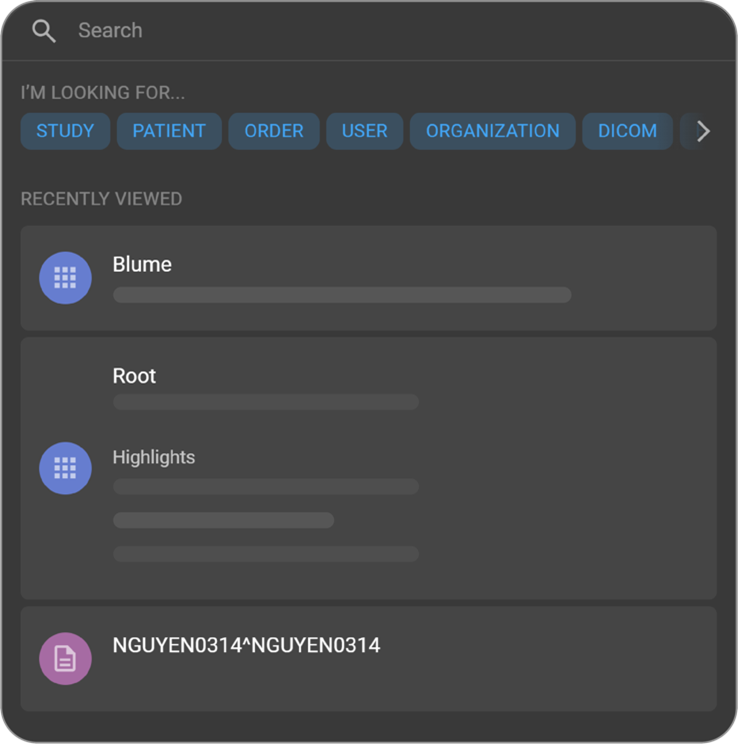 Search
I'M LOOKING FOR...
STUDY PATIENT ORDER USER ORGANIZATION DICOM
RECENTLY VIEWED
Blume
Root
Highlights
NGUYEN0314^NGUYEN0314